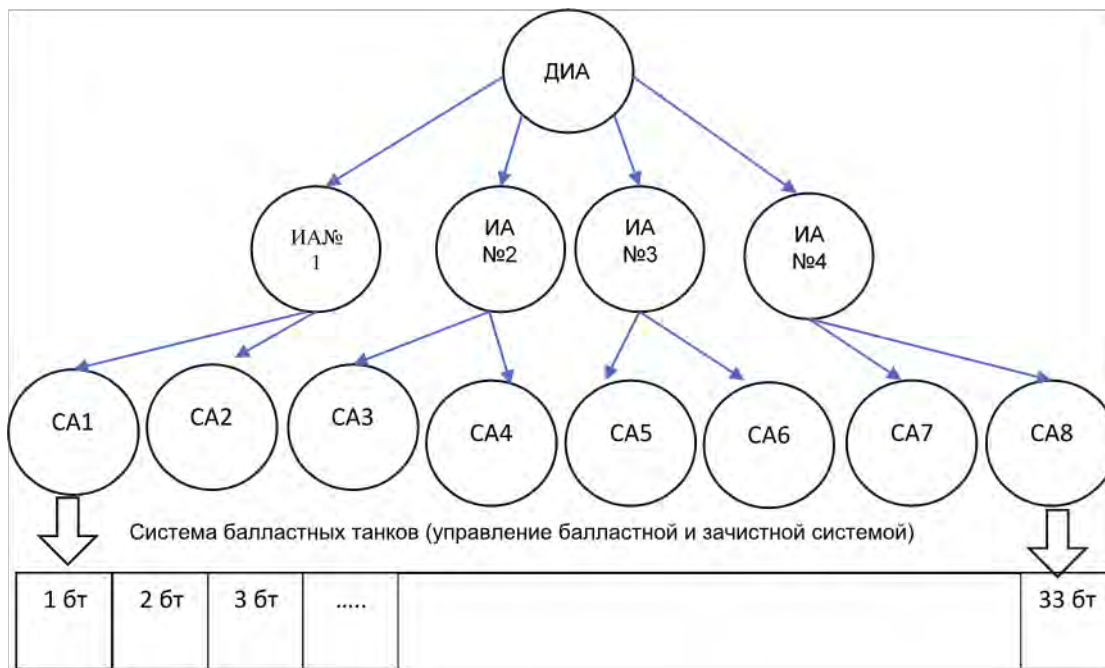 ДИА
ИА№
1
ИА
№2
ИА
№3
ИА
№4
СА1
СА2
СА3
СА4
СА5
СА6
СА7
СА8
Система балластных танков (управление балластной и зачистной системой)
1 бт
2 бт
3 бт
.....
33 бт